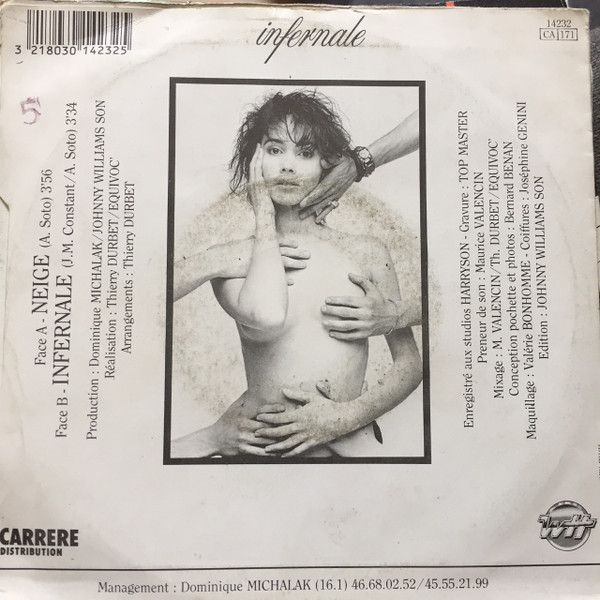 infernale
3 218030 142325
14232
CA 171
Face A - NEIGE (A. Soto) 3'56
Face B - INFERNALE (J.M. Constant/A. Soto) 3'34
Production : Dominique MICHALAK/JOHNNY WILLIAMS SON
Réalisation : Thierry DURBET/EQUIVOC'
Arrangements : Thierry DURBET
Enregistré aux studios HARRYSON - Gravure : TOP MASTER
Preneur de son : Maurice VALENCIN
Mixage : M. VALENCIN/Th. DURBET/EQUIVOC'
Conception pochette et photos : Bernard BENAN
Maquillage : Valérie BONHOMME - Coiffures : Joséphine GENINI
Edition : JOHNNY WILLIAMS SON
CARRERE
DISTRIBUTION
Management : Dominique MICHALAK (16.1) 46.68.02.52 / 45.55.21.99